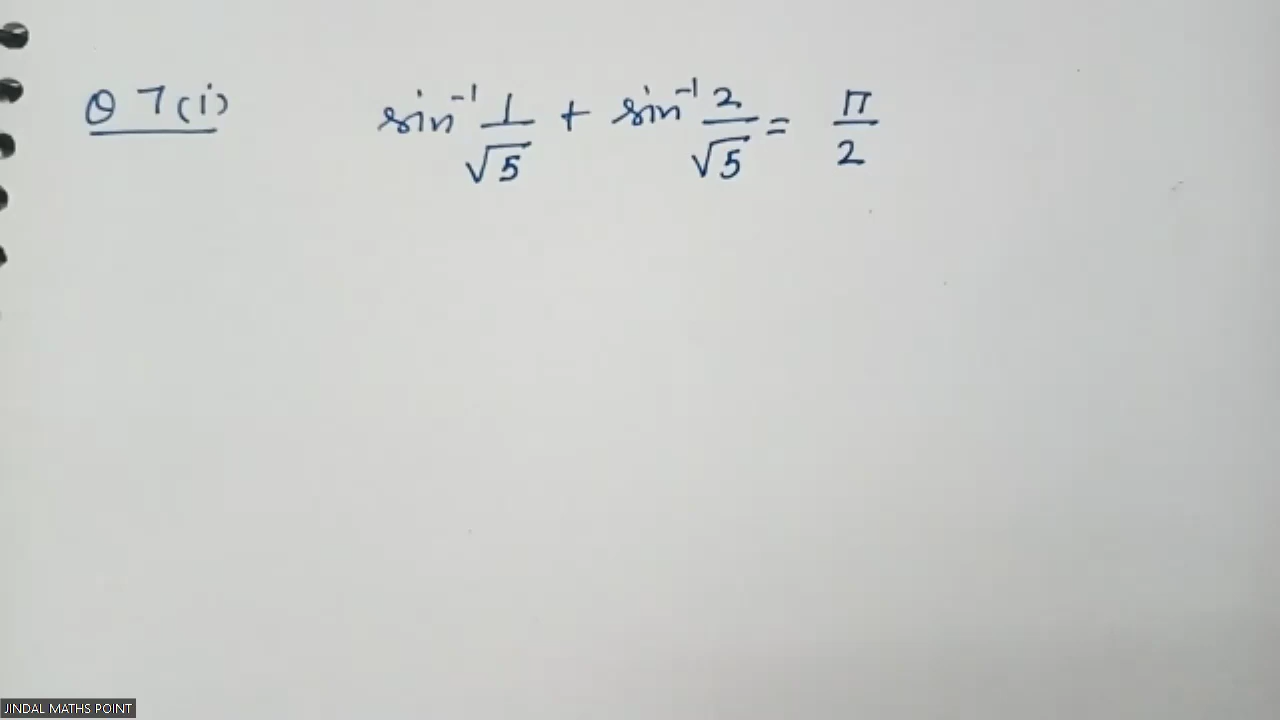 Q 7(i) sin⁻¹ 1/√5 + sin⁻¹ 2/√5 = π/2
JINDAL MATHS POINT